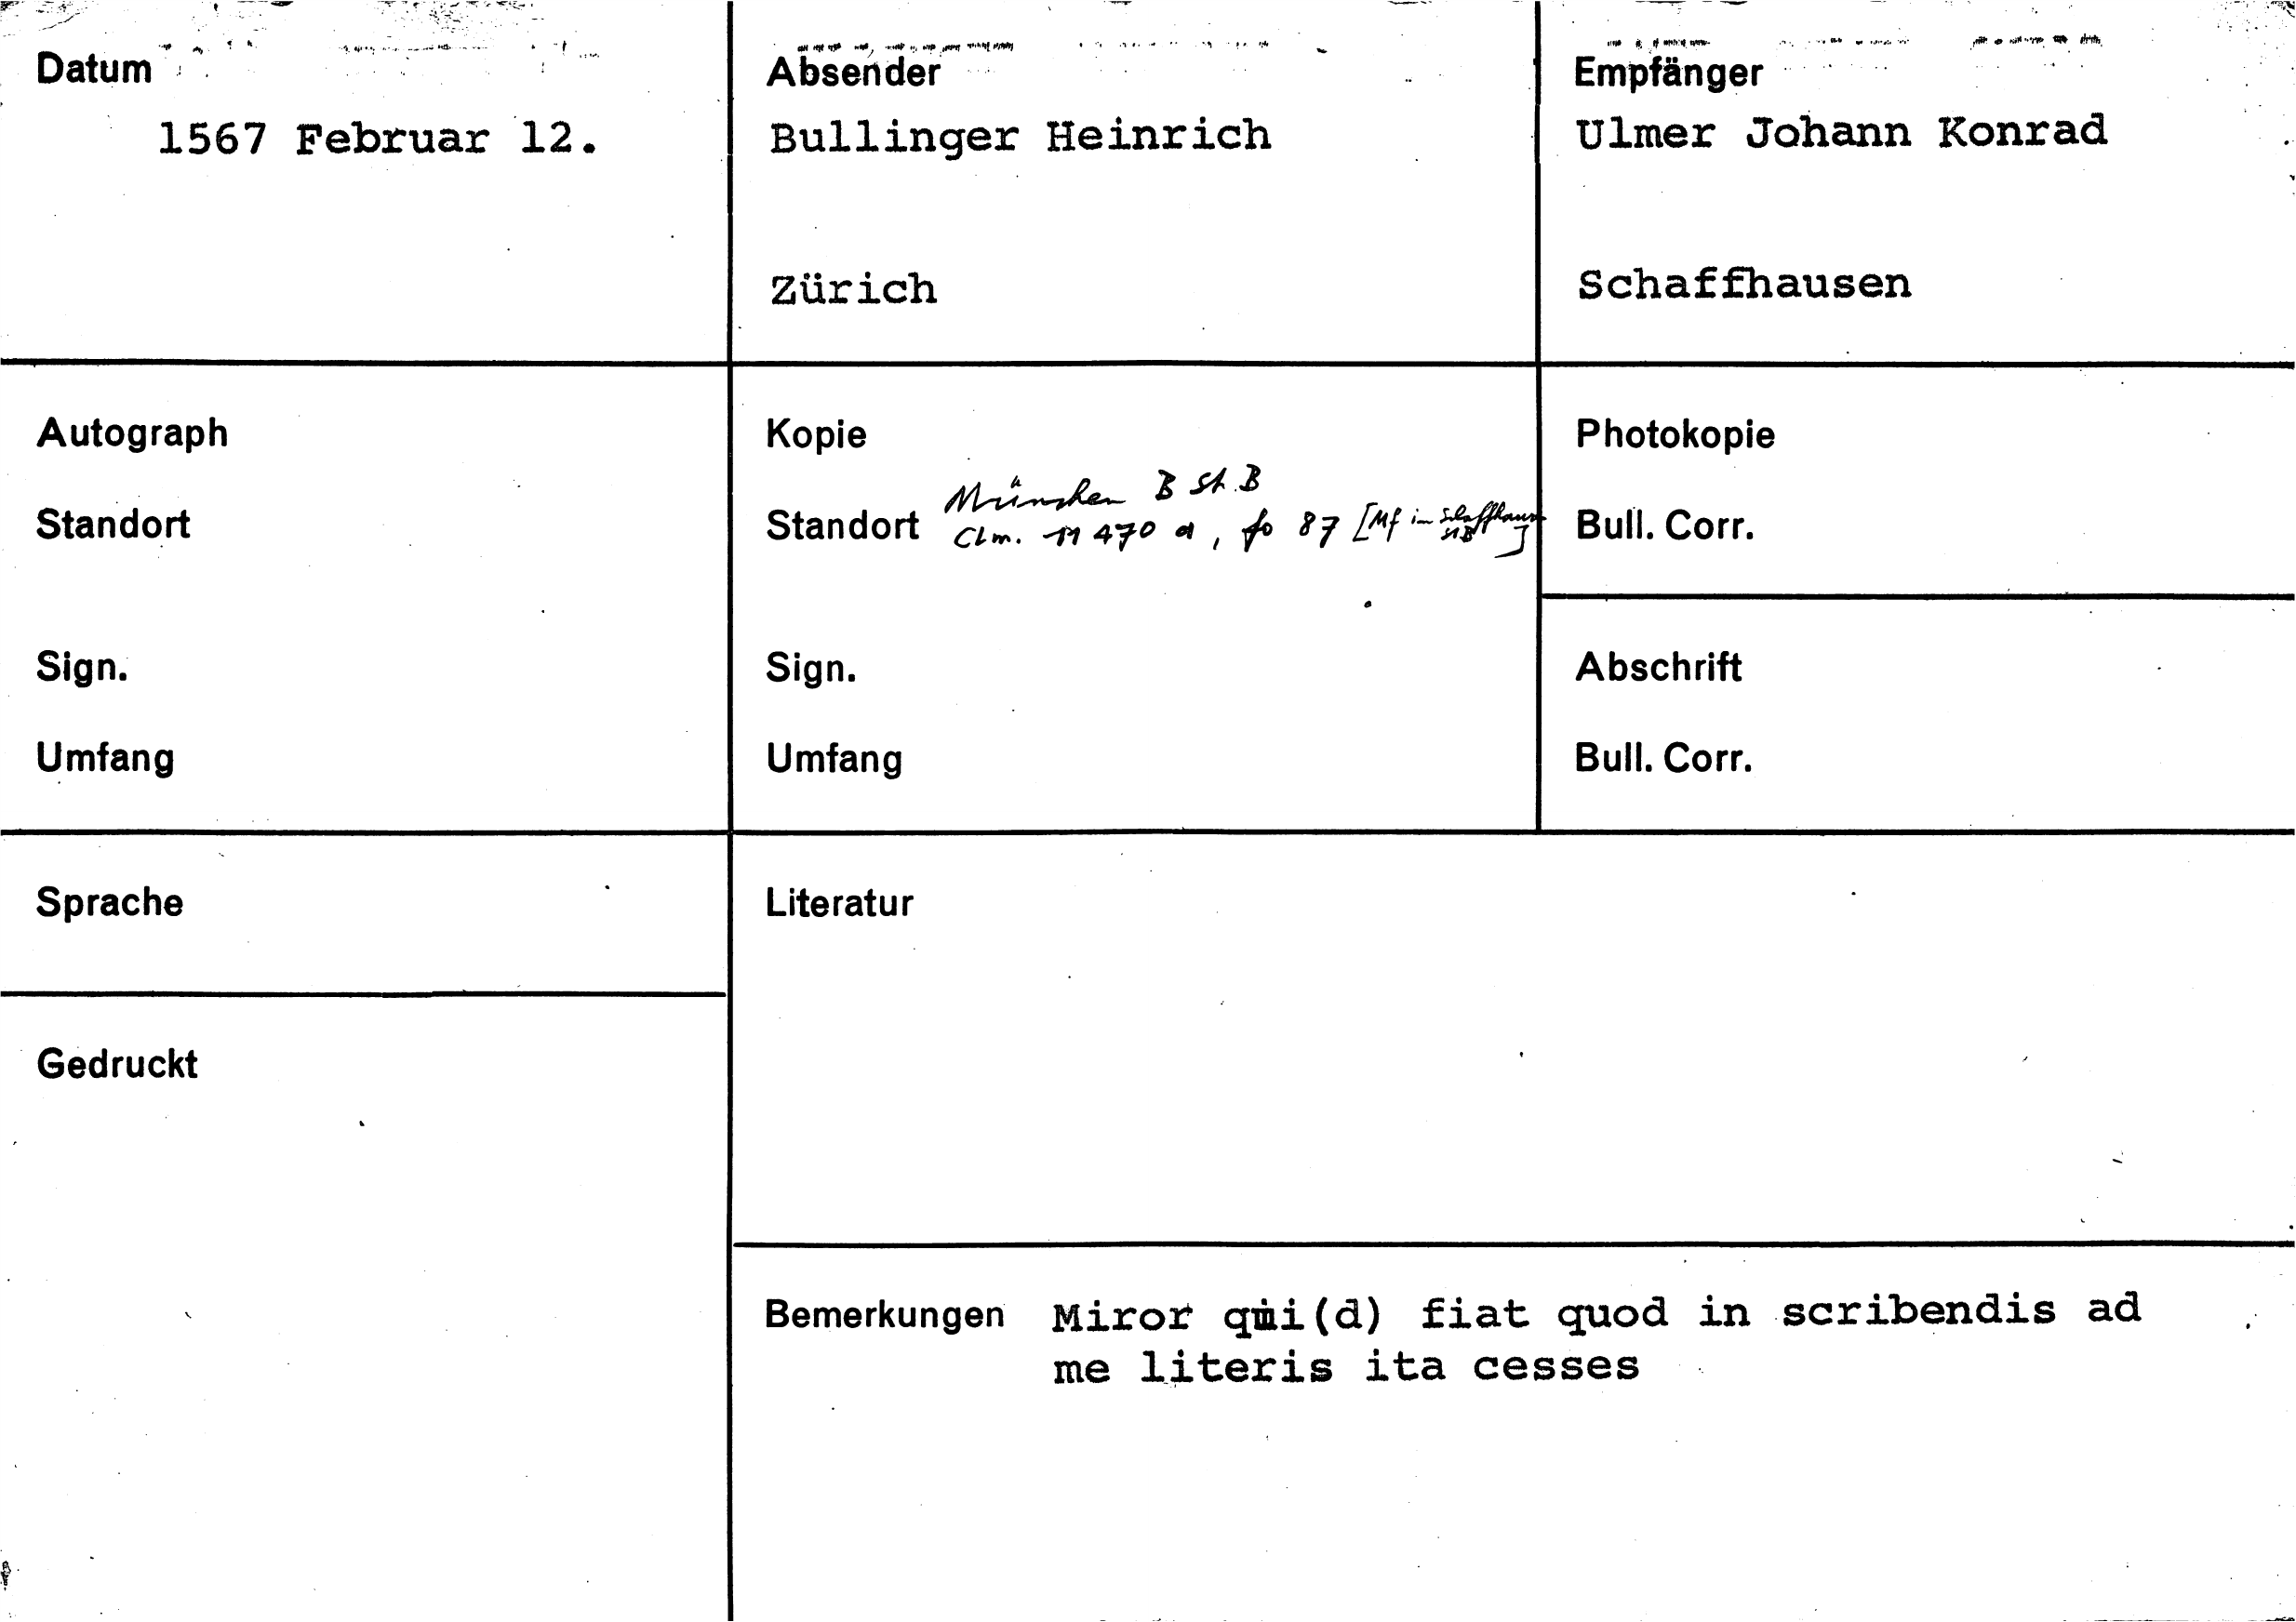 Datum
1567 Februar 12.
Absender
Bullinger Heinrich
Zürich
Empfänger
Ulmer Johann Konrad
Schaffhausen
Autograph
Standort
Sign.
Umfang
Kopie
München B St. B
Standort Clm. 11 470 a, fo 87 [Mf in Schaffhausen StB]
Sign.
Umfang
Photokopie
Bull. Corr.
Abschrift
Bull. Corr.
Sprache
Literatur
Gedruckt
Bemerkungen Miror qui(d) fiat quod in scribendis ad
me literis ita cesses